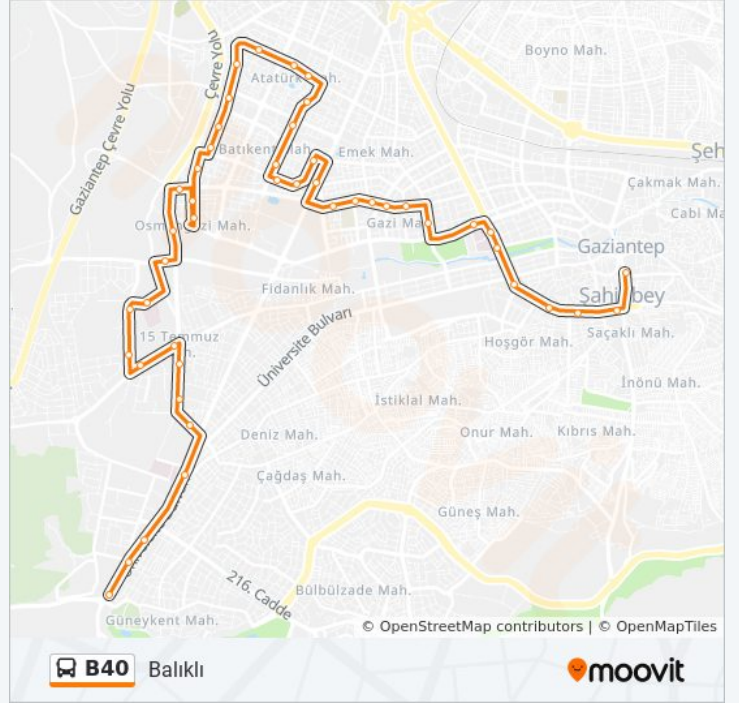 Boyno Mah.
Çevre Yolu
Atatürk Mah.
Gaziantep Çevre Yolu
Batıkent Mah.
Emek Mah.
Şeh
Çakmak Mah.
Cabi Ma
Osmangazi Mah.
Gazi Mah.
Gaziantep
Fidanlık Mah.
Şahinbey
Üniversite Bulvarı
15 Temmuz
Mah.
Hoşgör Mah.
Saçaklı Mah.
İnönü Mah.
İstiklal Mah.
Deniz Mah.
Onur Mah.
Kıbrıs Mah.
Çağdaş Mah.
Güneş Mah.
216. Cadde
Bülbülzade Mah.
Güneykent Mah.
© OpenStreetMap contributors | © OpenMapTiles
B40 Balıklı
moovit